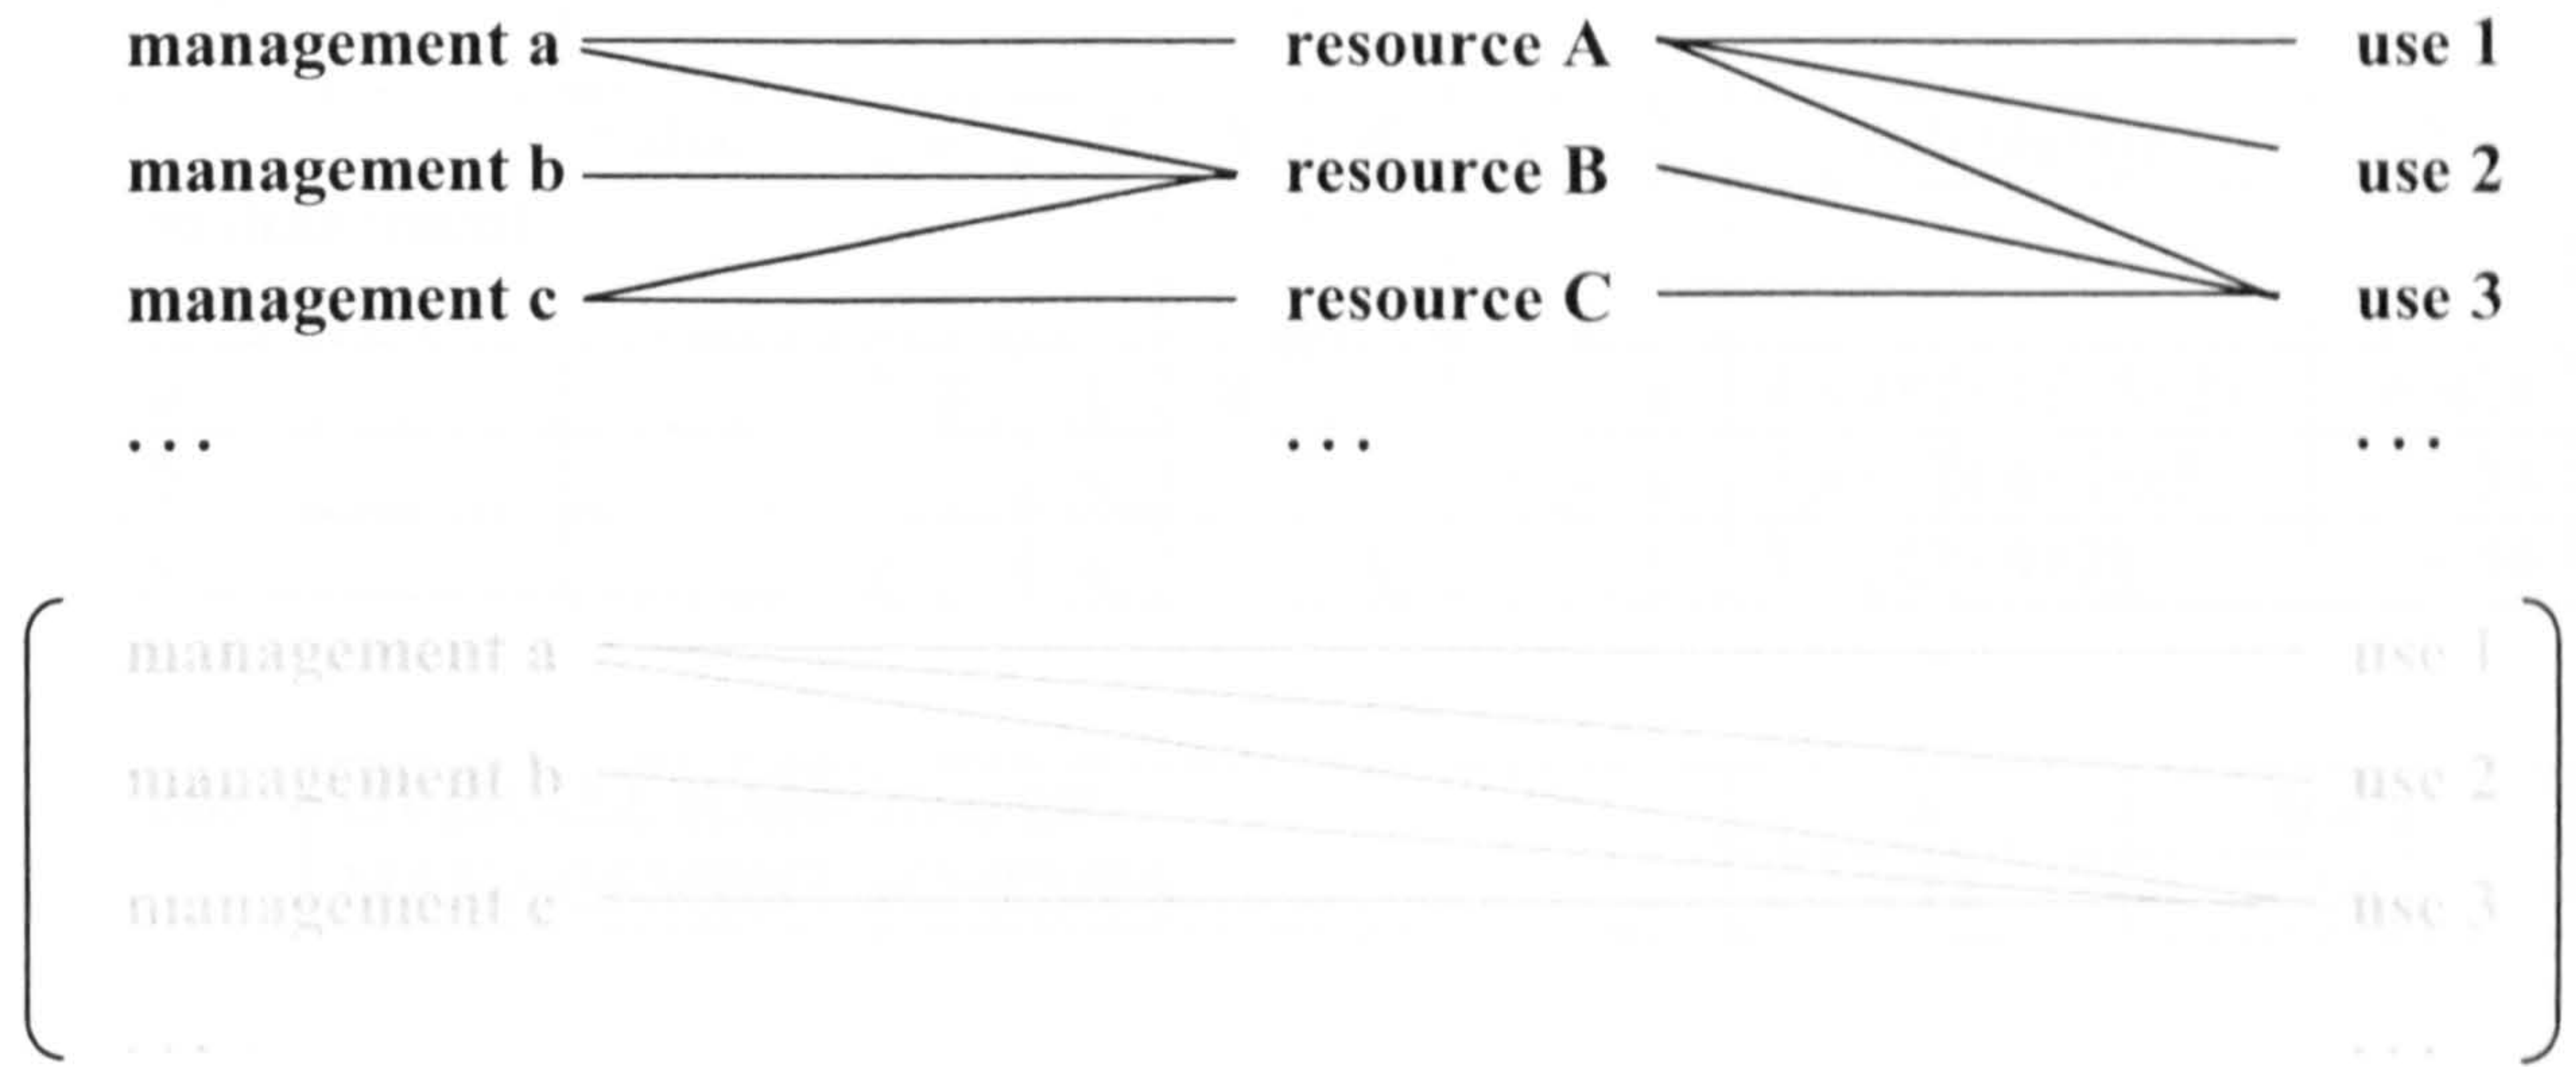 management a resource A use 1
management b resource B use 2
management c resource C use 3
... ... ...
management a use 1
management b use 2
management c use 3
... ...